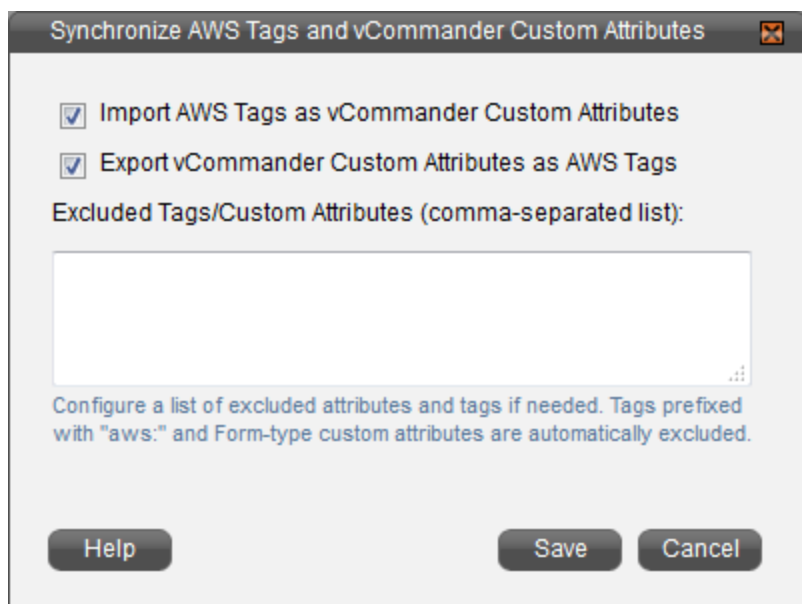 Synchronize AWS Tags and vCommander Custom Attributes
Import AWS Tags as vCommander Custom Attributes
Export vCommander Custom Attributes as AWS Tags
Excluded Tags/Custom Attributes (comma-separated list):
Configure a list of excluded attributes and tags if needed. Tags prefixed
with "aws:" and Form-type custom attributes are automatically excluded.
Help Save Cancel